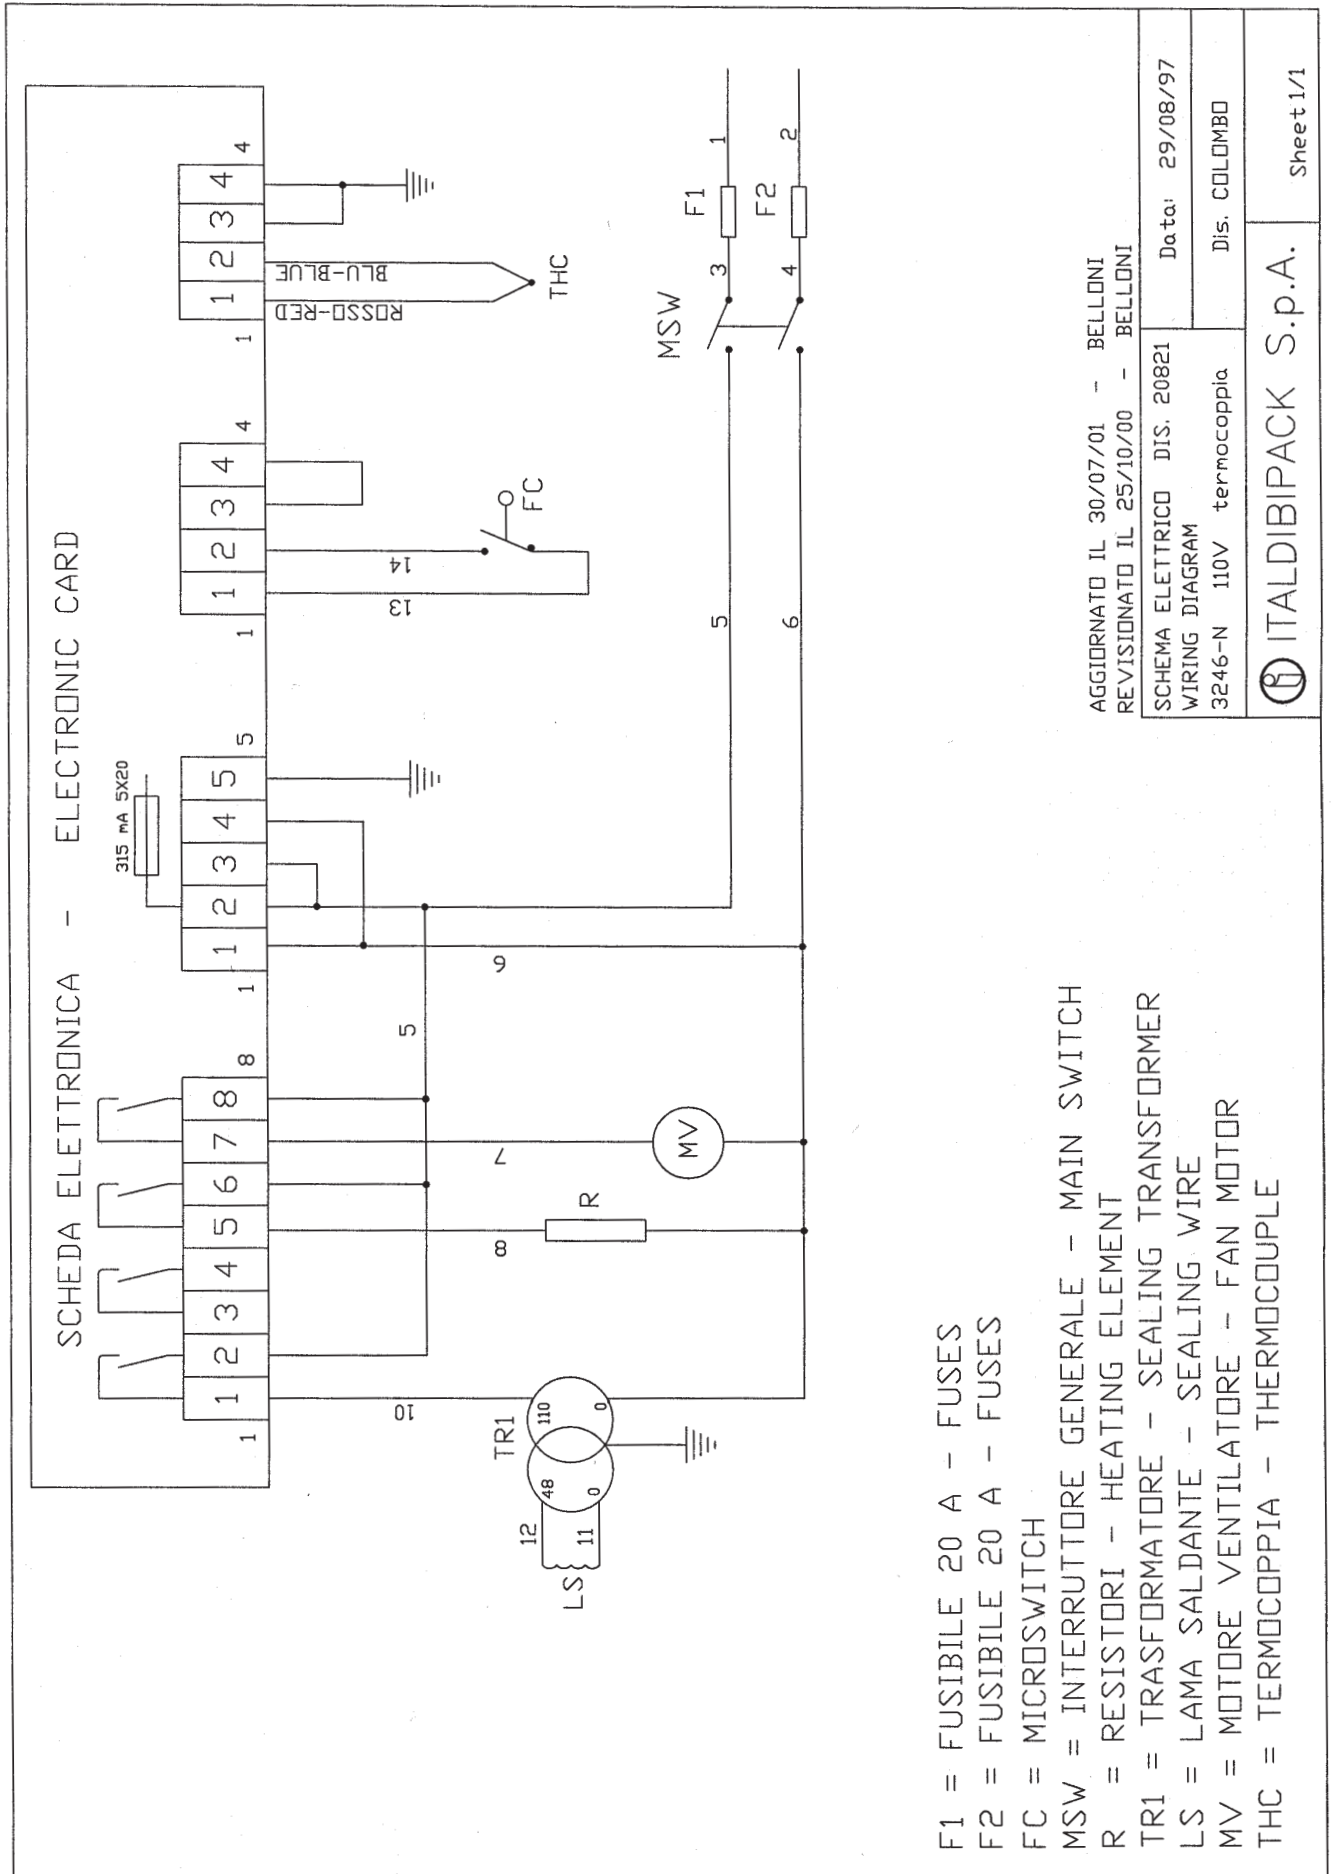 SCHEDA ELETTRONICA - ELECTRONIC CARD
315 mA 5X20
1 2 3 4 5 6 7 8
1 8
1 2 3 4 5
1 5
1 2 3 4
1 4
1 2 3 4
1 4
10
8
7
5
6
13
14
ROSSO-RED
BLU-BLUE
THC
FC
TR1
110
0
48
0
12
11
LS
R
MV
5
6
MSW
3
4
F1
F2
1
2
F1 = FUSIBILE 20 A - FUSES
F2 = FUSIBILE 20 A - FUSES
FC = MICROSWITCH
MSW = INTERRUTTORE GENERALE - MAIN SWITCH
R = RESISTORI - HEATING ELEMENT
TR1 = TRASFORMATORE - SEALING TRANSFORMER
LS = LAMA SALDANTE - SEALING WIRE
MV = MOTORE VENTILATORE - FAN MOTOR
THC = TERMOCOPPIA - THERMOCOUPLE
AGGIORNATO IL 30/07/01 - BELLONI
REVISIONATO IL 25/10/00 - BELLONI
SCHEMA ELETTRICO DIS. 20821
WIRING DIAGRAM
3246-N 110V termocoppia
Data: 29/08/97
Dis. COLOMBO
ITALDIBIPACK S.p.A.
Sheet1/1